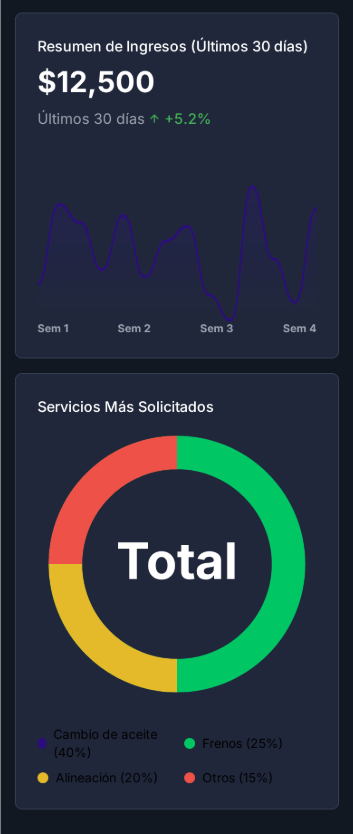 Resumen de Ingresos (Últimos 30 días)
$12,500
Últimos 30 días ↑ +5.2%
Sem 1 Sem 2 Sem 3 Sem 4
Servicios Más Solicitados
Total
Cambio de aceite
(40%)
Frenos (25%)
Alineación (20%) Otros (15%)